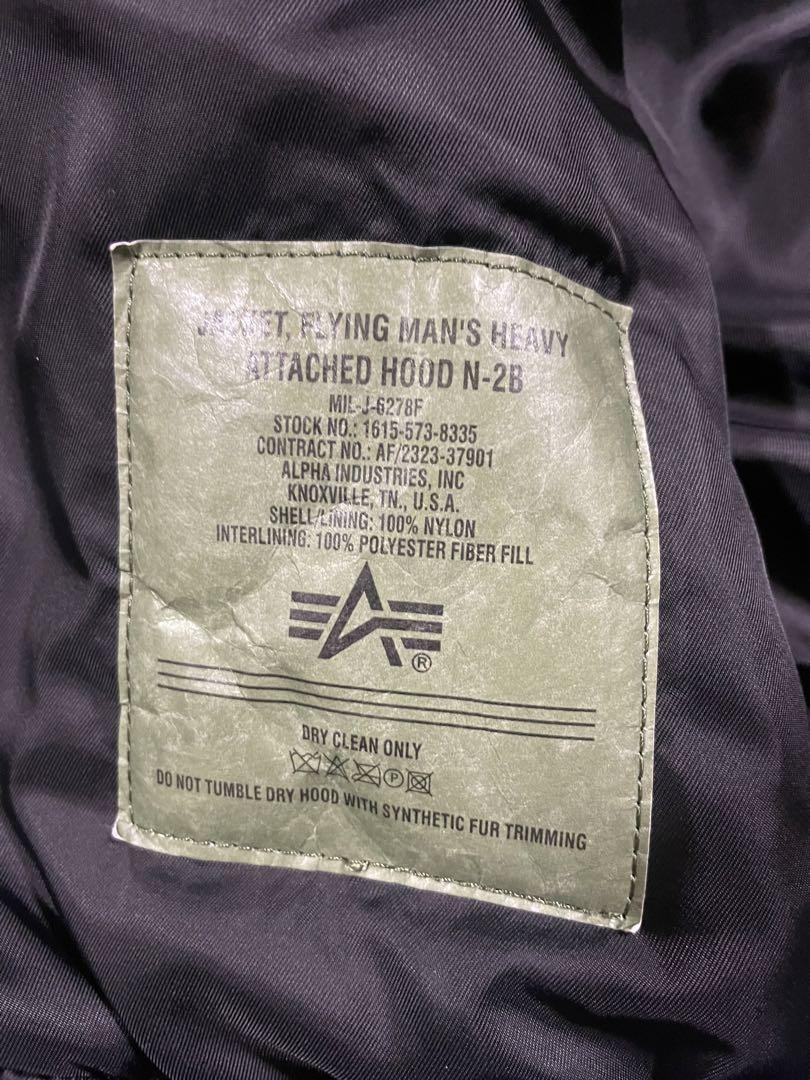 JACKET, FLYING MAN'S HEAVY
ATTACHED HOOD N-2B
MIL-J-6278F
STOCK NO.: 1615-573-8335
CONTRACT NO.: AF/2323-37901
ALPHA INDUSTRIES, INC
KNOXVILLE, TN., U.S.A.
SHELL/LINING: 100% NYLON
INTERLINING: 100% POLYESTER FIBER FILL
®
DRY CLEAN ONLY
P
DO NOT TUMBLE DRY HOOD WITH SYNTHETIC FUR TRIMMING